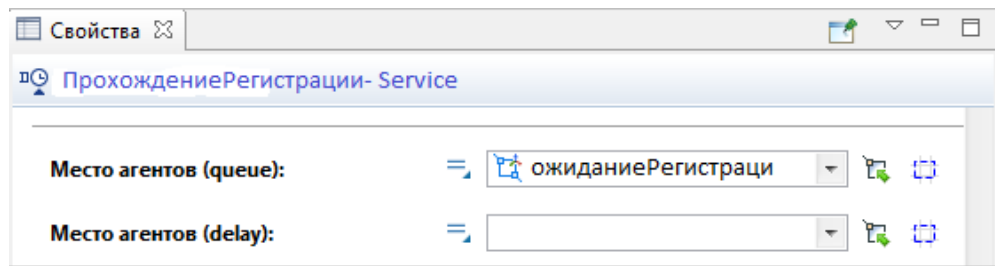 Свойства
ПрохождениеРегистрации- Service
Место агентов (queue): ожиданиеРегистраци
Место агентов (delay):